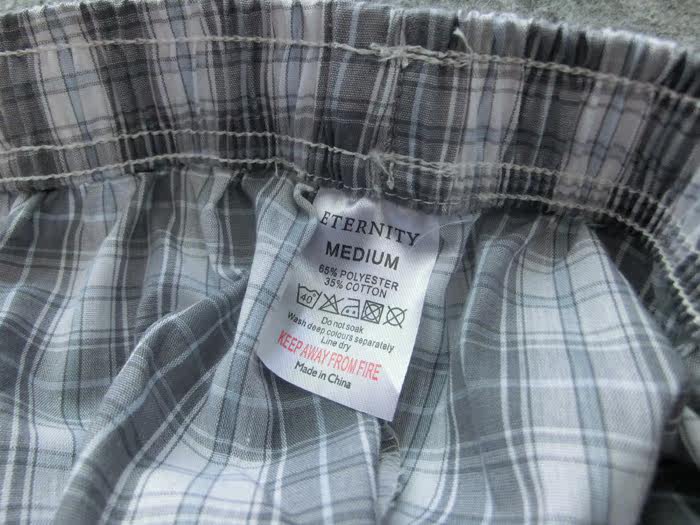 ETERNITY
MEDIUM
65% POLYESTER
35% COTTON
40°
Do not soak
Wash deep colours separately
Line dry
KEEP AWAY FROM FIRE
Made in China